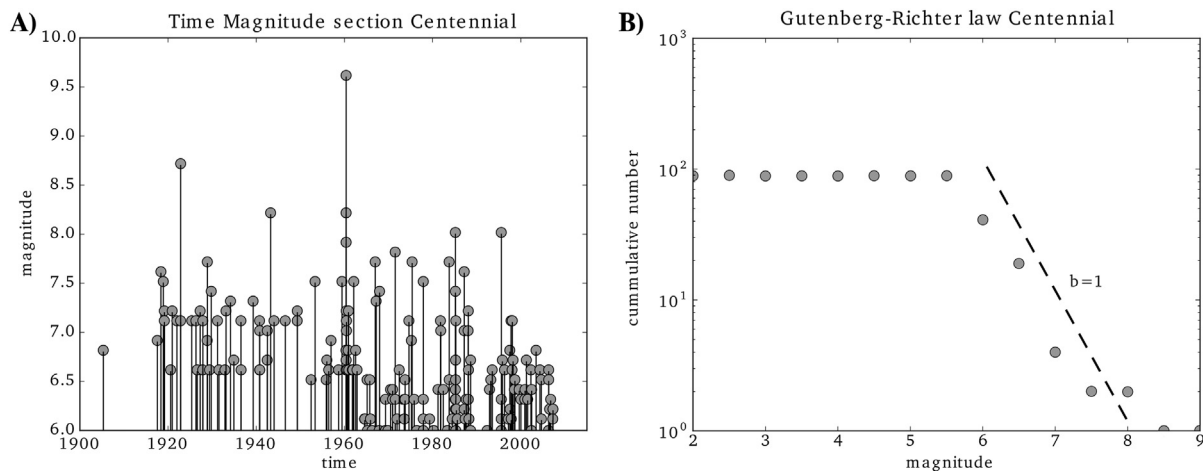 A)
Time Magnitude section Centennial
10.0
9.5
9.0
8.5
8.0
7.5
7.0
6.5
6.0
magnitude
1900 1920 1940 1960 1980 2000
time
B)
Gutenberg-Richter law Centennial
10^3
10^2
10^1
10^0
cummulative number
b=1
2 3 4 5 6 7 8 9
magnitude